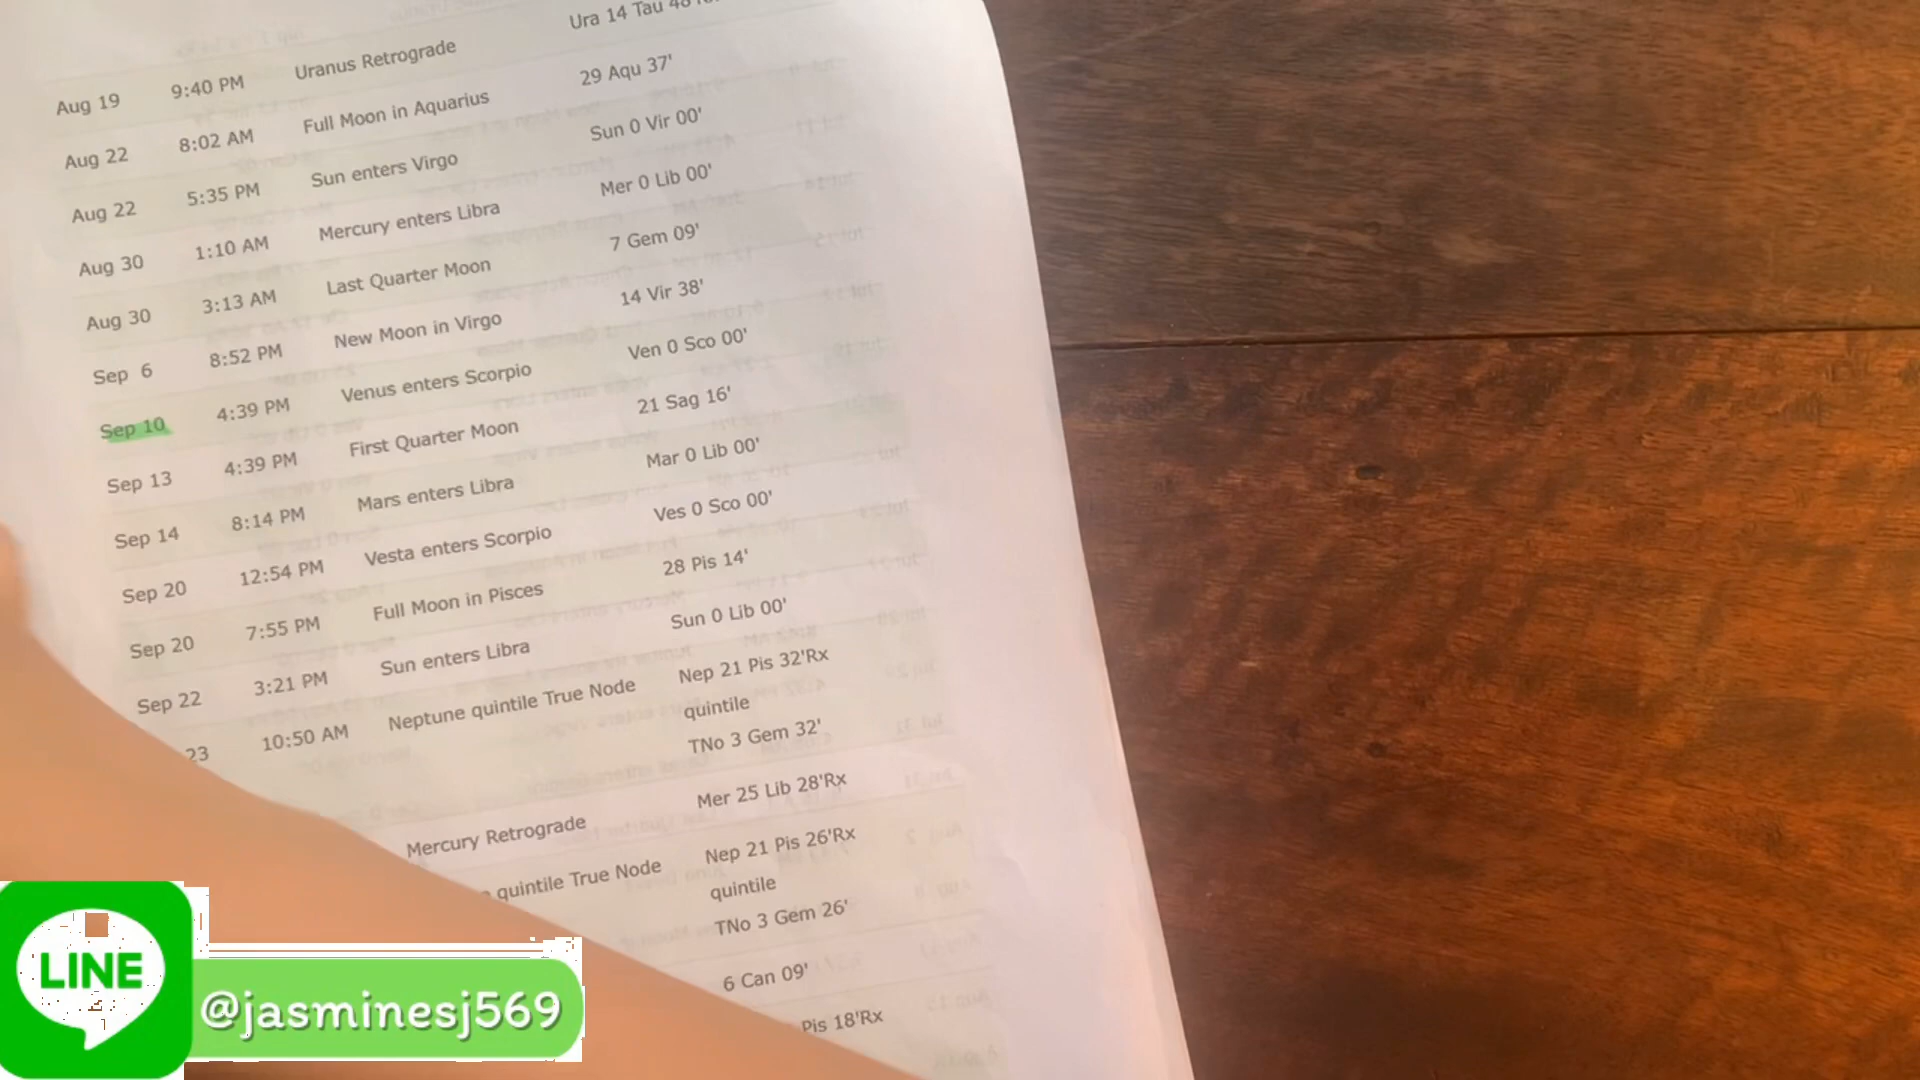 Ura 14 Tau 48
Aug 19 9:40 PM Uranus Retrograde 29 Aqu 37'
Aug 22 8:02 AM Full Moon in Aquarius Sun 0 Vir 00'
Aug 22 5:35 PM Sun enters Virgo Mer 0 Lib 00'
Aug 30 1:10 AM Mercury enters Libra 7 Gem 09'
Aug 30 3:13 AM Last Quarter Moon 14 Vir 38'
Sep 6 8:52 PM New Moon in Virgo Ven 0 Sco 00'
Sep 10 4:39 PM Venus enters Scorpio 21 Sag 16'
Sep 13 4:39 PM First Quarter Moon Mar 0 Lib 00'
Sep 14 8:14 PM Mars enters Libra Ves 0 Sco 00'
Sep 20 12:54 PM Vesta enters Scorpio 28 Pis 14'
Sep 20 7:55 PM Full Moon in Pisces Sun 0 Lib 00'
Sep 22 3:21 PM Sun enters Libra Nep 21 Pis 32'Rx
23 10:50 AM Neptune quintile True Node quintile
TNo 3 Gem 32'
Mercury Retrograde Mer 25 Lib 28'Rx
quintile True Node Nep 21 Pis 26'Rx
quintile
TNo 3 Gem 26'
6 Can 09'
Pis 18'Rx
LINE
@jasminesj569